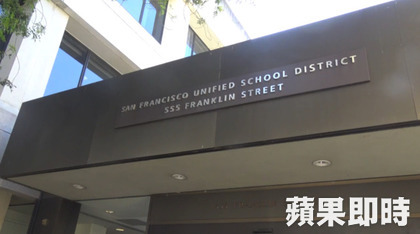 SAN FRANCISCO UNIFIED SCHOOL DISTRICT
555 FRANKLIN STREET
蘋果即時